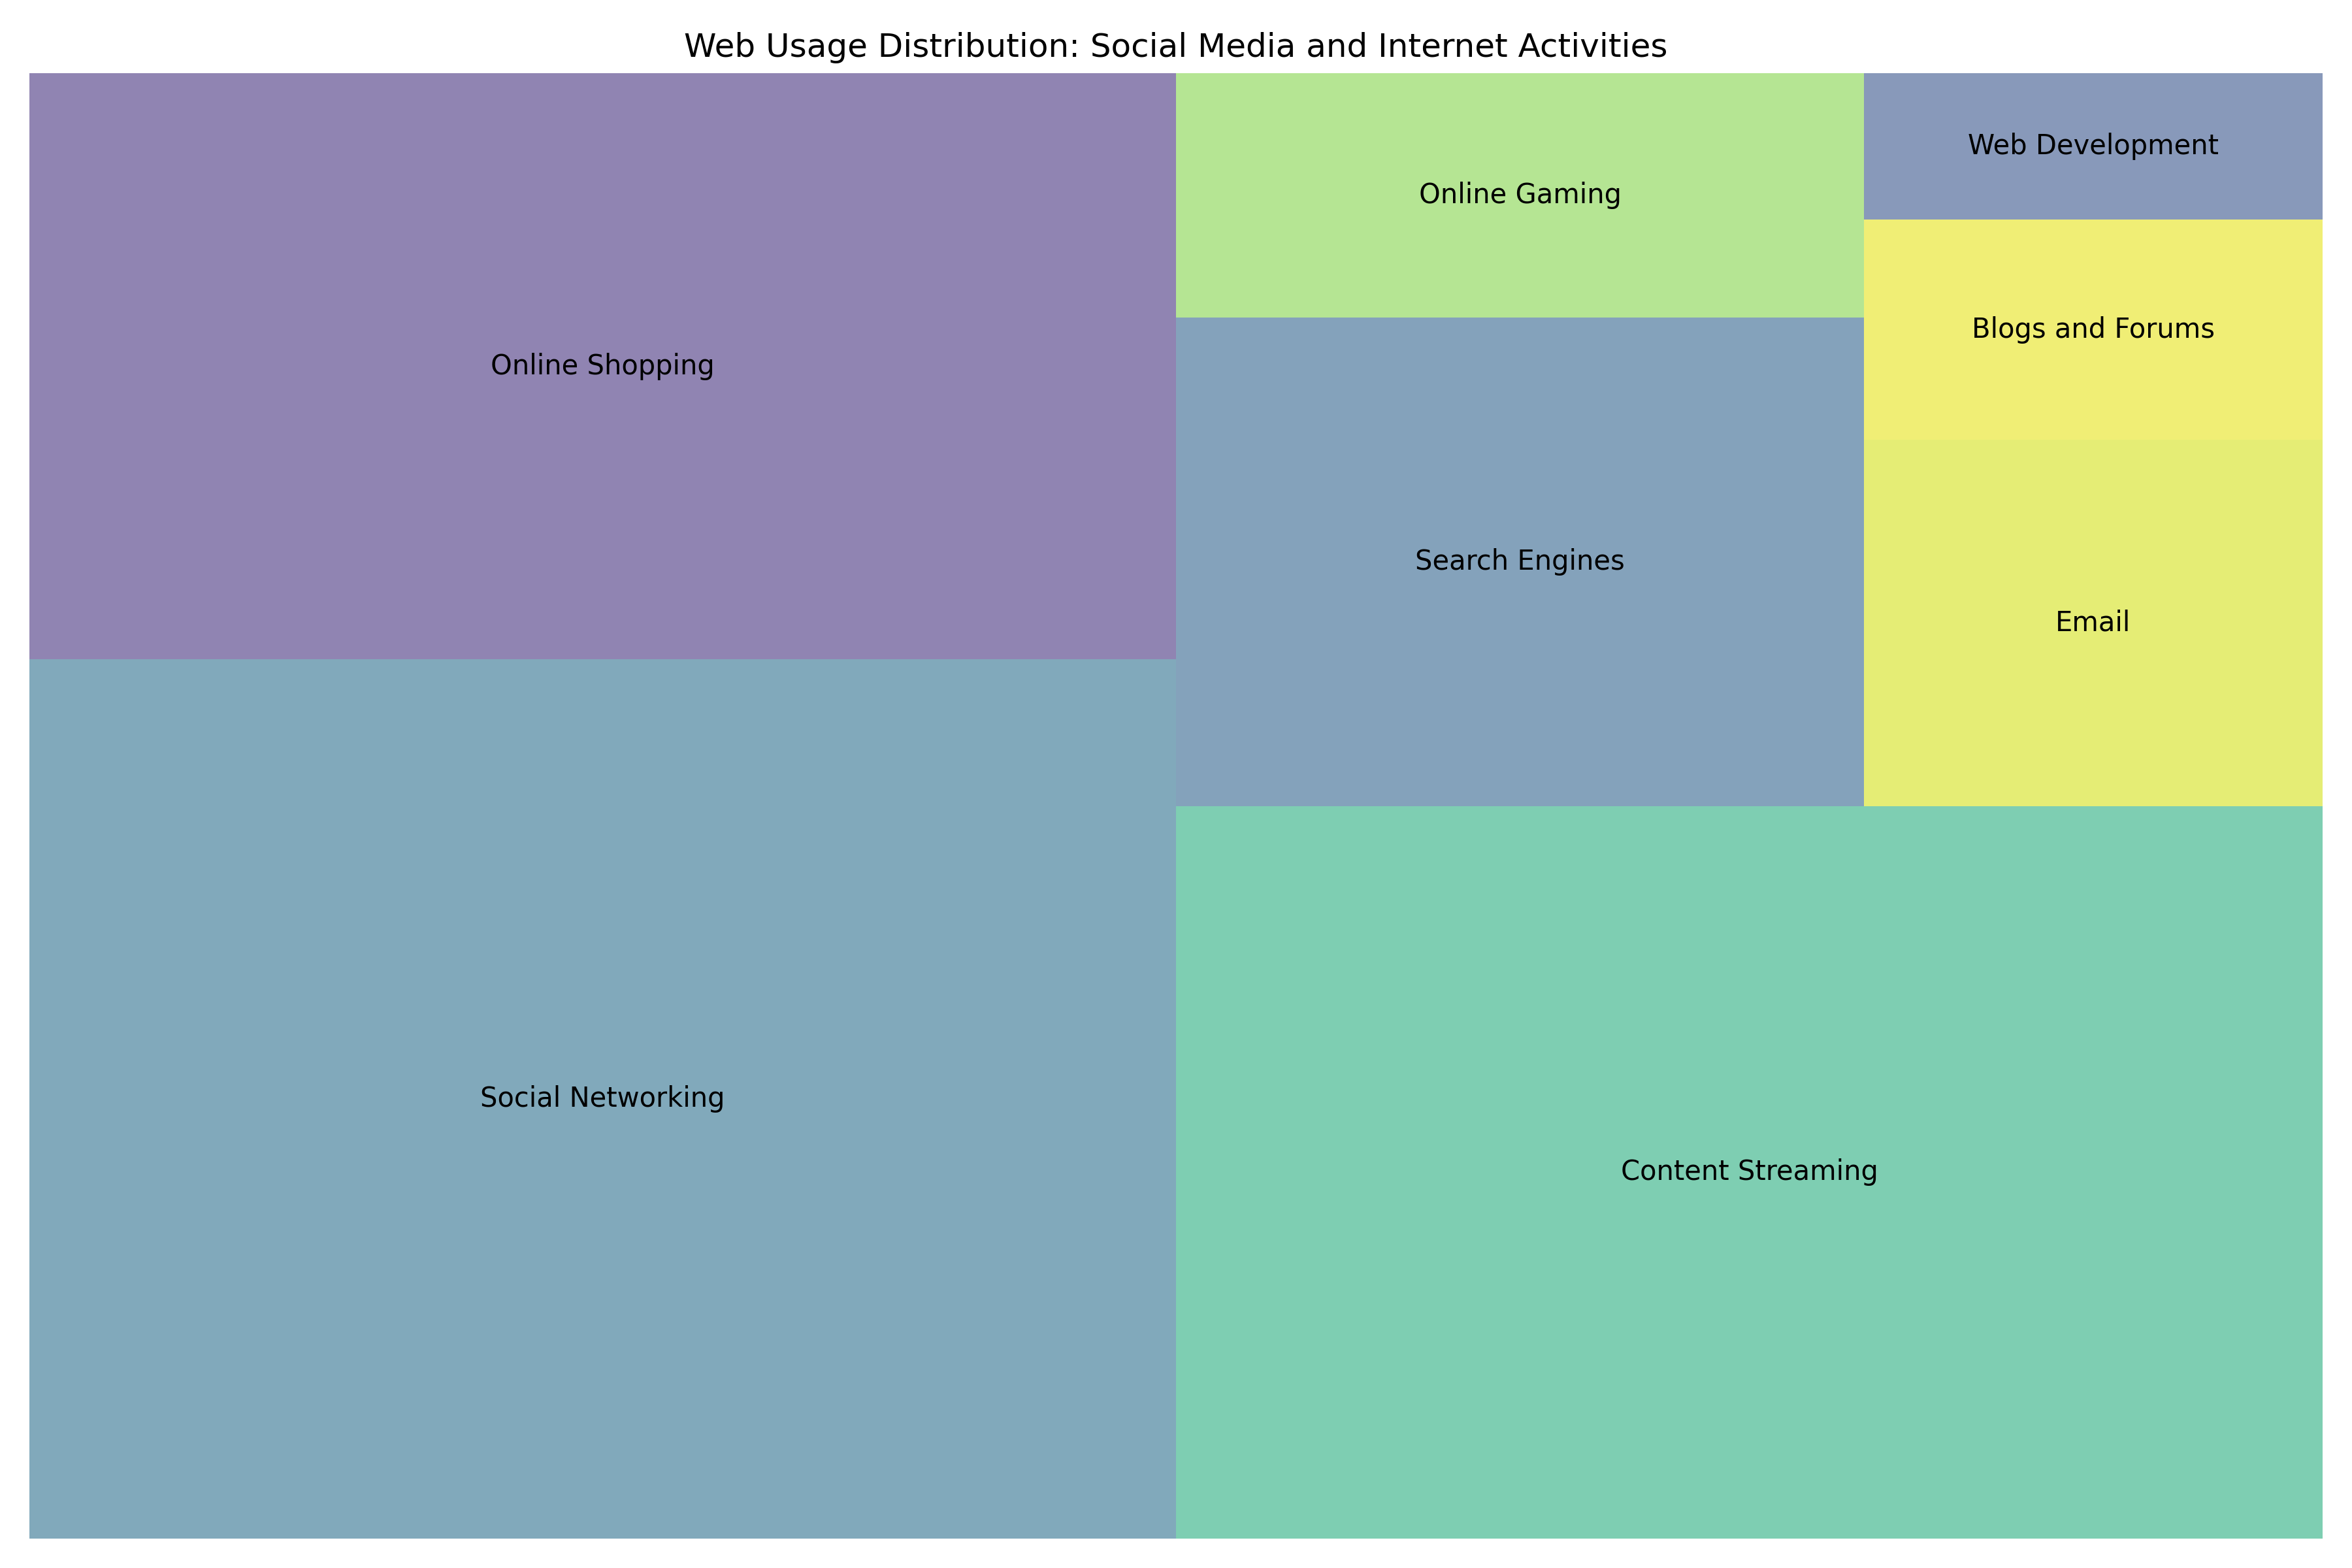 Web Usage Distribution: Social Media and Internet Activities
Online Shopping
Social Networking
Online Gaming
Search Engines
Web Development
Blogs and Forums
Email
Content Streaming